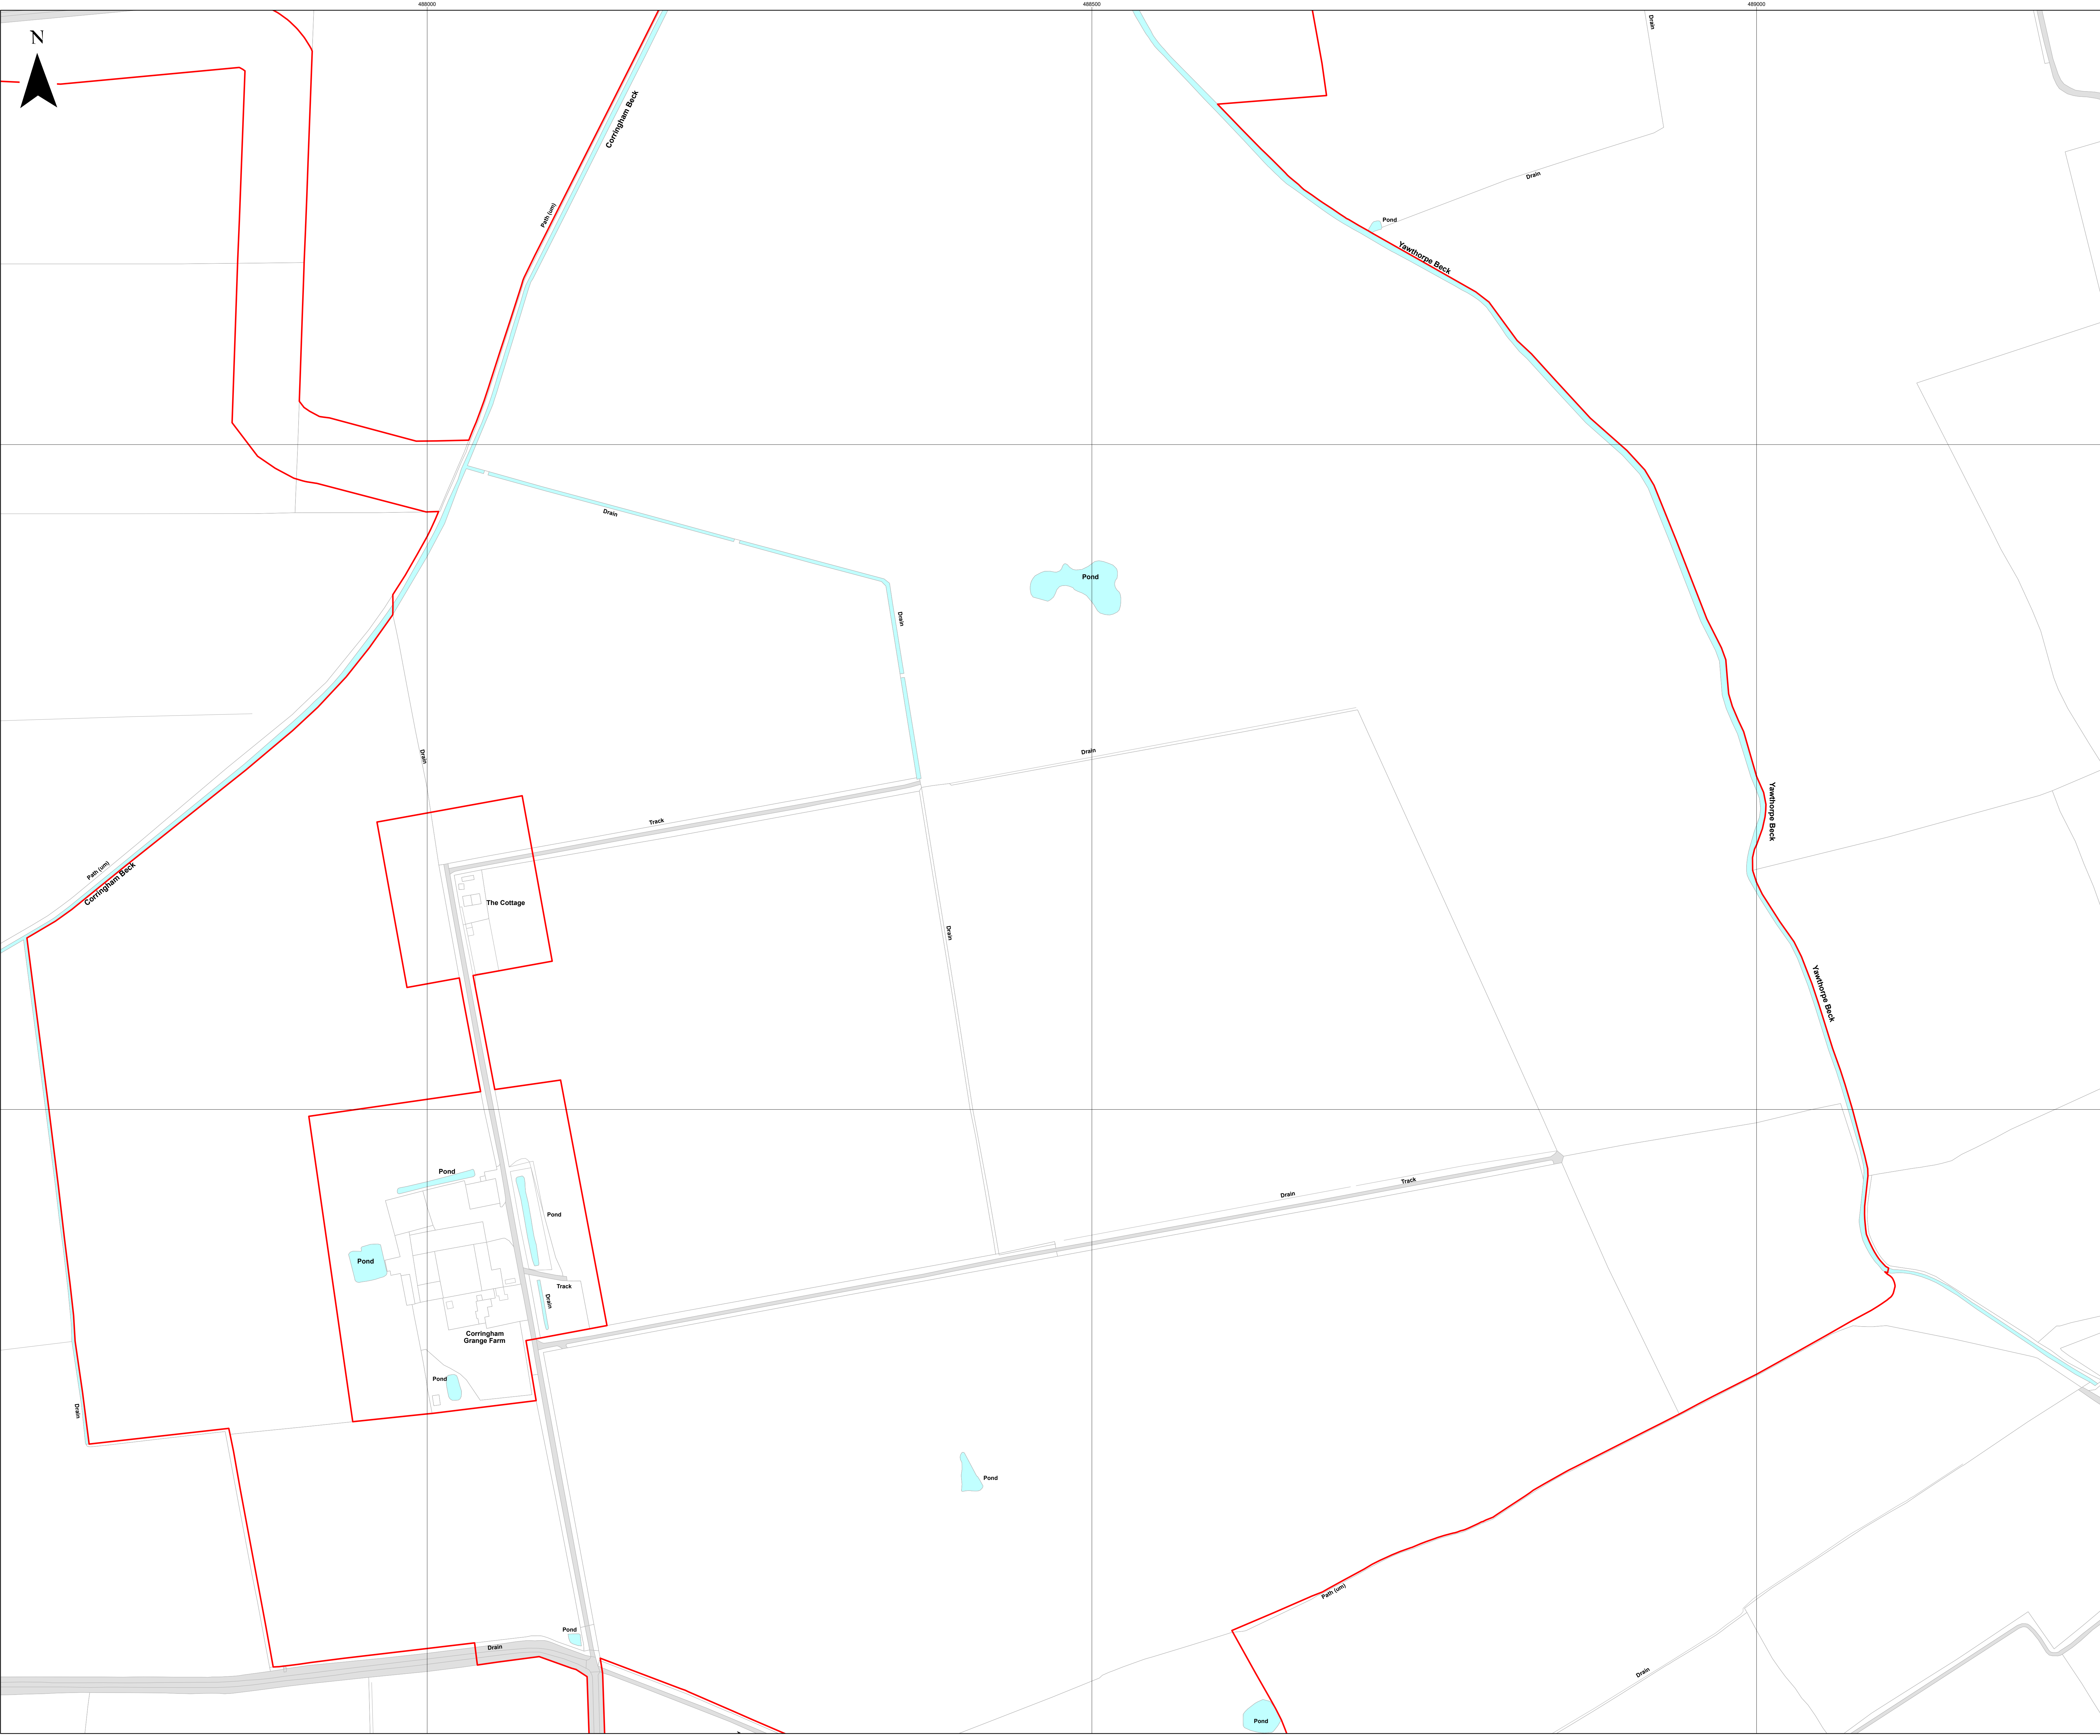 488000
488500
489000
N
Drain
Corringham Beck
Drain
Path (um)
Pond
Yawthorpe Beck
Drain
Pond
Drain
Drain
Drain
Yawthorpe Beck
Track
Path (um)
Corringham Beck
The Cottage
Drain
Yawthorpe Beck
Pond
Drain
Track
Pond
Pond
Track
Drain
Corringham
Grange Farm
Pond
Drain
Pond
Path (um)
Pond
Drain
Drain
Pond